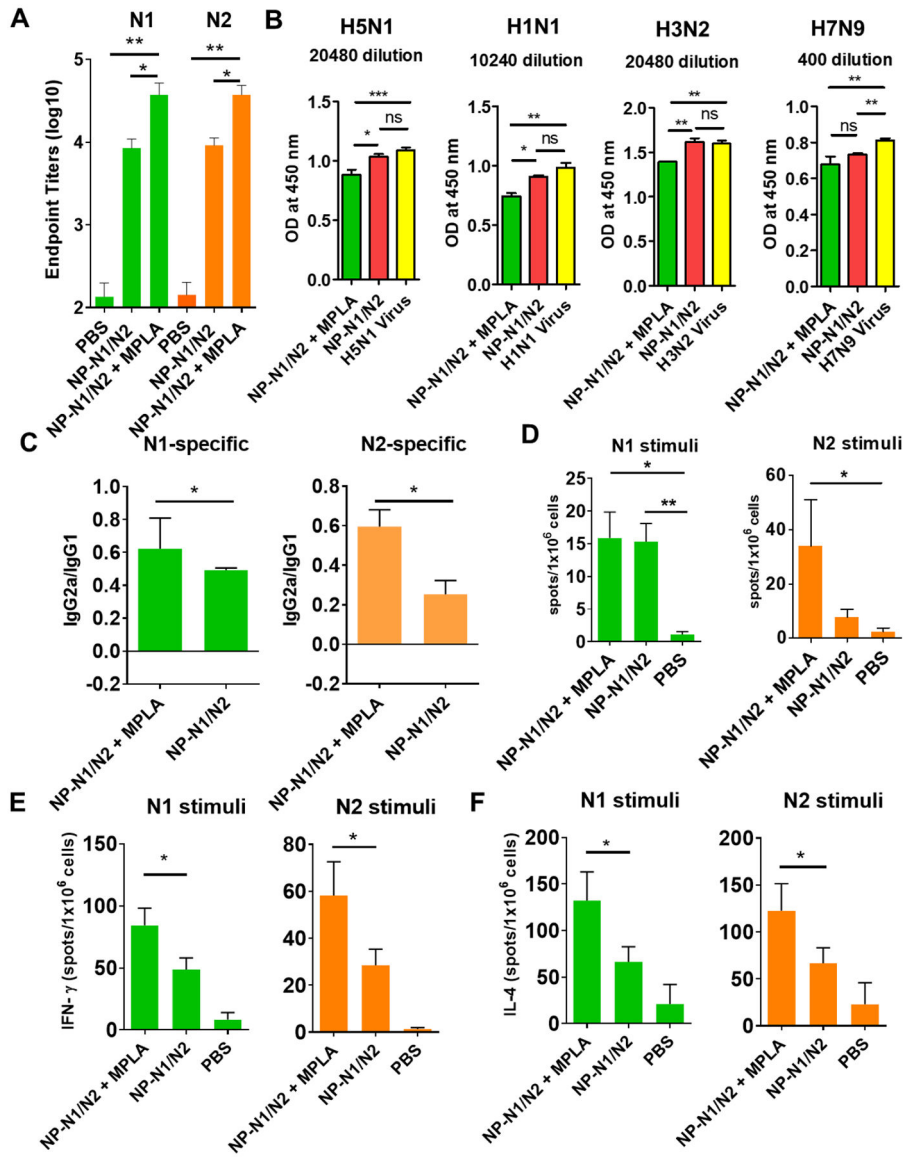 A
N1 N2
Endpoint Titers (log10)
** **
* *
5
10
4
10
4
2
PBS
NP-N1/N2
NP-N1/N2 + MPLA
PBS
NP-N1/N2
NP-N1/N2 + MPLA
B
H5N1
20480 dilution
OD at 450 nm
***
* ns
1.5
1.0
0.5
0.0
NP-N1/N2 + MPLA
NP-N1/N2
H5N1 Virus
H1N1
10240 dilution
OD at 450 nm
**
* ns
1.5
1.0
0.5
0.0
NP-N1/N2 + MPLA
NP-N1/N2
H1N1 Virus
H3N2
20480 dilution
OD at 450 nm
**
** ns
2.0
1.5
1.0
0.5
0.0
NP-N1/N2 + MPLA
NP-N1/N2
H3N2 Virus
H7N9
400 dilution
OD at 450 nm
**
ns **
1.0
0.8
0.6
0.4
0.2
0.0
NP-N1/N2 + MPLA
NP-N1/N2
H7N9 Virus
C
N1-specific
IgG2a/IgG1
*
1.0
0.8
0.6
0.4
0.2
0.0
-0.2
NP-N1/N2 + MPLA
NP-N1/N2
N2-specific
IgG2a/IgG1
*
0.8
0.6
0.4
0.2
0.0
-0.2
NP-N1/N2 + MPLA
NP-N1/N2
D
N1 stimuli
spots/1x10⁶ cells
*
**
25
20
15
10
5
0
NP-N1/N2 + MPLA
NP-N1/N2
PBS
N2 stimuli
spots/1x10⁶ cells
*
60
40
20
0
NP-N1/N2 + MPLA
NP-N1/N2
PBS
E
N1 stimuli
IFN- γ (spots/1x10⁶ cells)
*
150
100
50
0
NP-N1/N2 + MPLA
NP-N1/N2
PBS
N2 stimuli
*
80
60
40
20
0
NP-N1/N2 + MPLA
NP-N1/N2
PBS
F
N1 stimuli
IL-4 (spots/1x10⁶ cells)
*
200
150
100
50
0
NP-N1/N2 + MPLA
NP-N1/N2
PBS
N2 stimuli
*
200
150
100
50
0
NP-N1/N2 + MPLA
NP-N1/N2
PBS